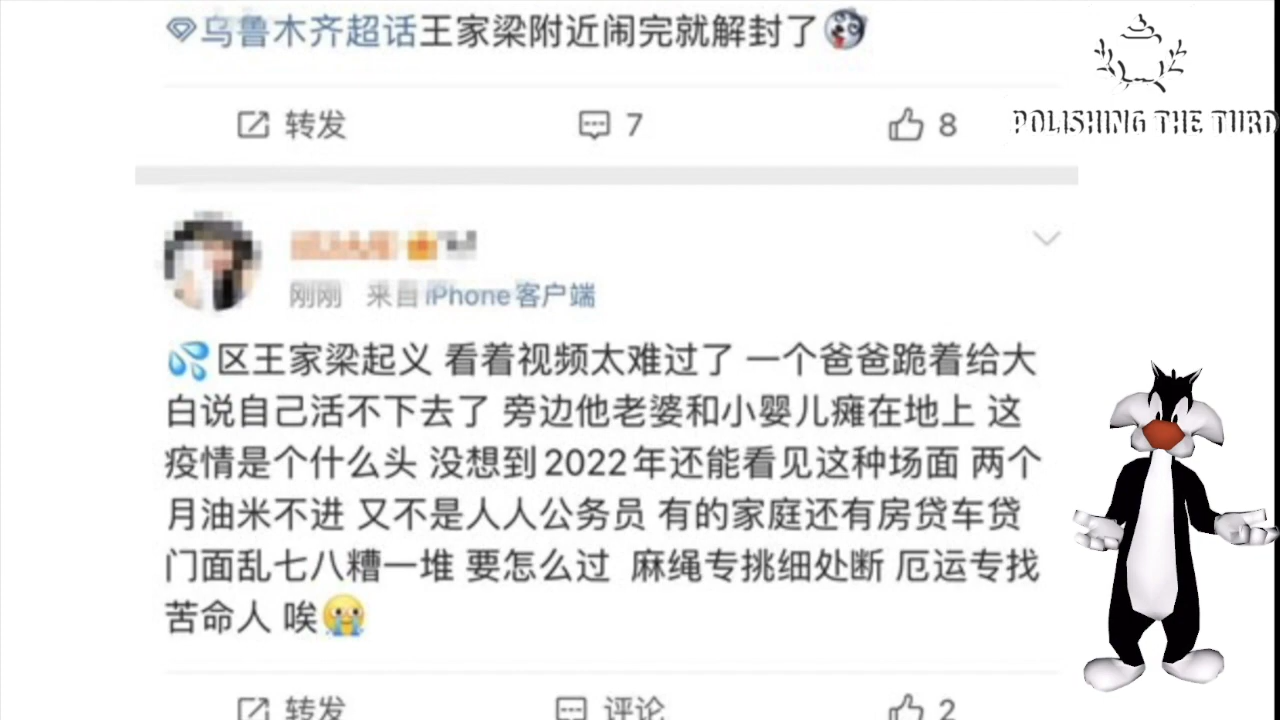 乌鲁木齐超话王家梁附近闹完就解封了
转发
7
8
POLISHING THE TURD
刚刚 来自iPhone客户端
区王家梁起义 看着视频太难过了 一个爸爸跪着给大
白说自己活不下去了 旁边他老婆和小婴儿瘫在地上 这
疫情是个什么头 没想到2022年还能看见这种场面 两个
月油米不进 又不是人人公务员 有的家庭还有房贷车贷
门面乱七八糟一堆 要怎么过 麻绳专挑细处断 厄运专找
苦命人 唉
转发
评论
2